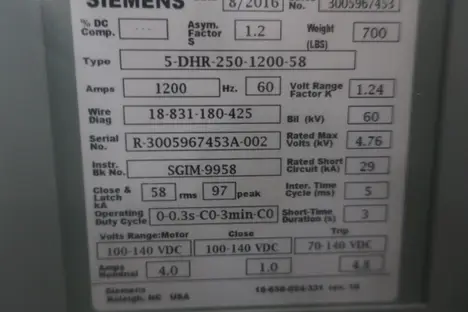 SIEMENS 8/2016 No. 3005967453
% DC Comp. --- Asym. Factor S 1.2 Weight (LBS) 700
Type 5-DHR-250-1200-58
Amps 1200 Hz. 60 Volt Range Factor K 1.24
Wire Diag 18-831-180-425 Bil (kV) 60
Serial No. R-3005967453A-002 Rated Max Volts (kV) 4.76
Instr. Bk No. SGIM-9958 Rated Short Circuit (kA) 29
Close & Latch kA 58 rms 97 peak Inter. Time Cycle (ms) 5
Operating Duty Cycle 0-0.3s-C0-3min-C0 Short-Time Duration (s) 3
Volts Range:Motor Close Trip
100-140 VDC 100-140 VDC 70-140 VDC
Amps Nominal 4.0 1.0 4.8
Siemens
Raleigh, NC USA